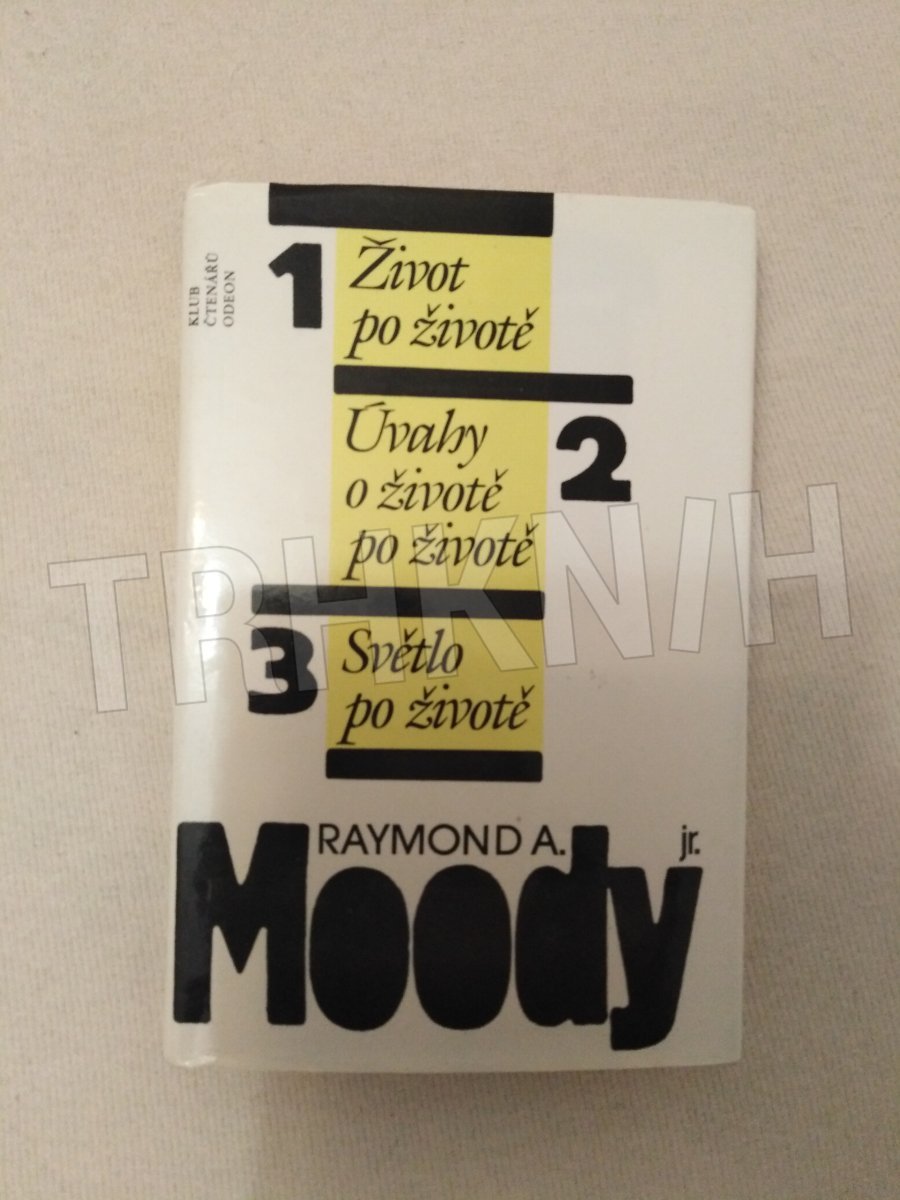 KLUB
ČTENÁŘŮ
ODEON
1
Život
po životě
Úvahy
o životě
po životě
2
3
Světlo
po životě
RAYMOND A.
jr.
Moody
TRHKNIH